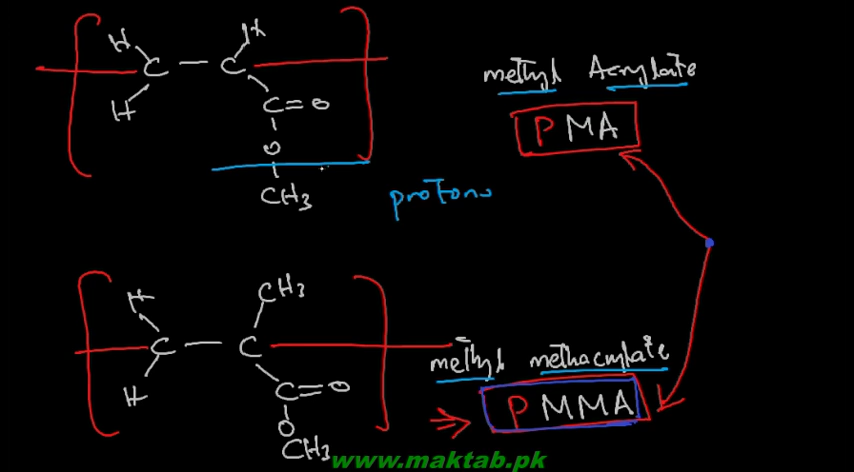 H
H
C — C
H
C=O
O
CH3
methyl Acrylate
PMA
protons
H
H
C — C
CH3
C=O
O
CH3
methyl methacrylate
PMMA
www.maktab.pk